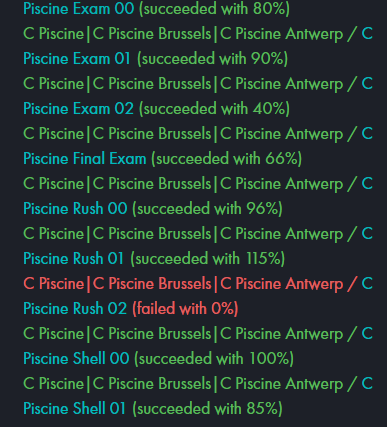 Piscine Exam 00 (succeeded with 80%)
C Piscine|C Piscine Brussels|C Piscine Antwerp / C
Piscine Exam 01 (succeeded with 90%)
C Piscine|C Piscine Brussels|C Piscine Antwerp / C
Piscine Exam 02 (succeeded with 40%)
C Piscine|C Piscine Brussels|C Piscine Antwerp / C
Piscine Final Exam (succeeded with 66%)
C Piscine|C Piscine Brussels|C Piscine Antwerp / C
Piscine Rush 00 (succeeded with 96%)
C Piscine|C Piscine Brussels|C Piscine Antwerp / C
Piscine Rush 01 (succeeded with 115%)
C Piscine|C Piscine Brussels|C Piscine Antwerp / C
Piscine Rush 02 (failed with 0%)
C Piscine|C Piscine Brussels|C Piscine Antwerp / C
Piscine Shell 00 (succeeded with 100%)
C Piscine|C Piscine Brussels|C Piscine Antwerp / C
Piscine Shell 01 (succeeded with 85%)